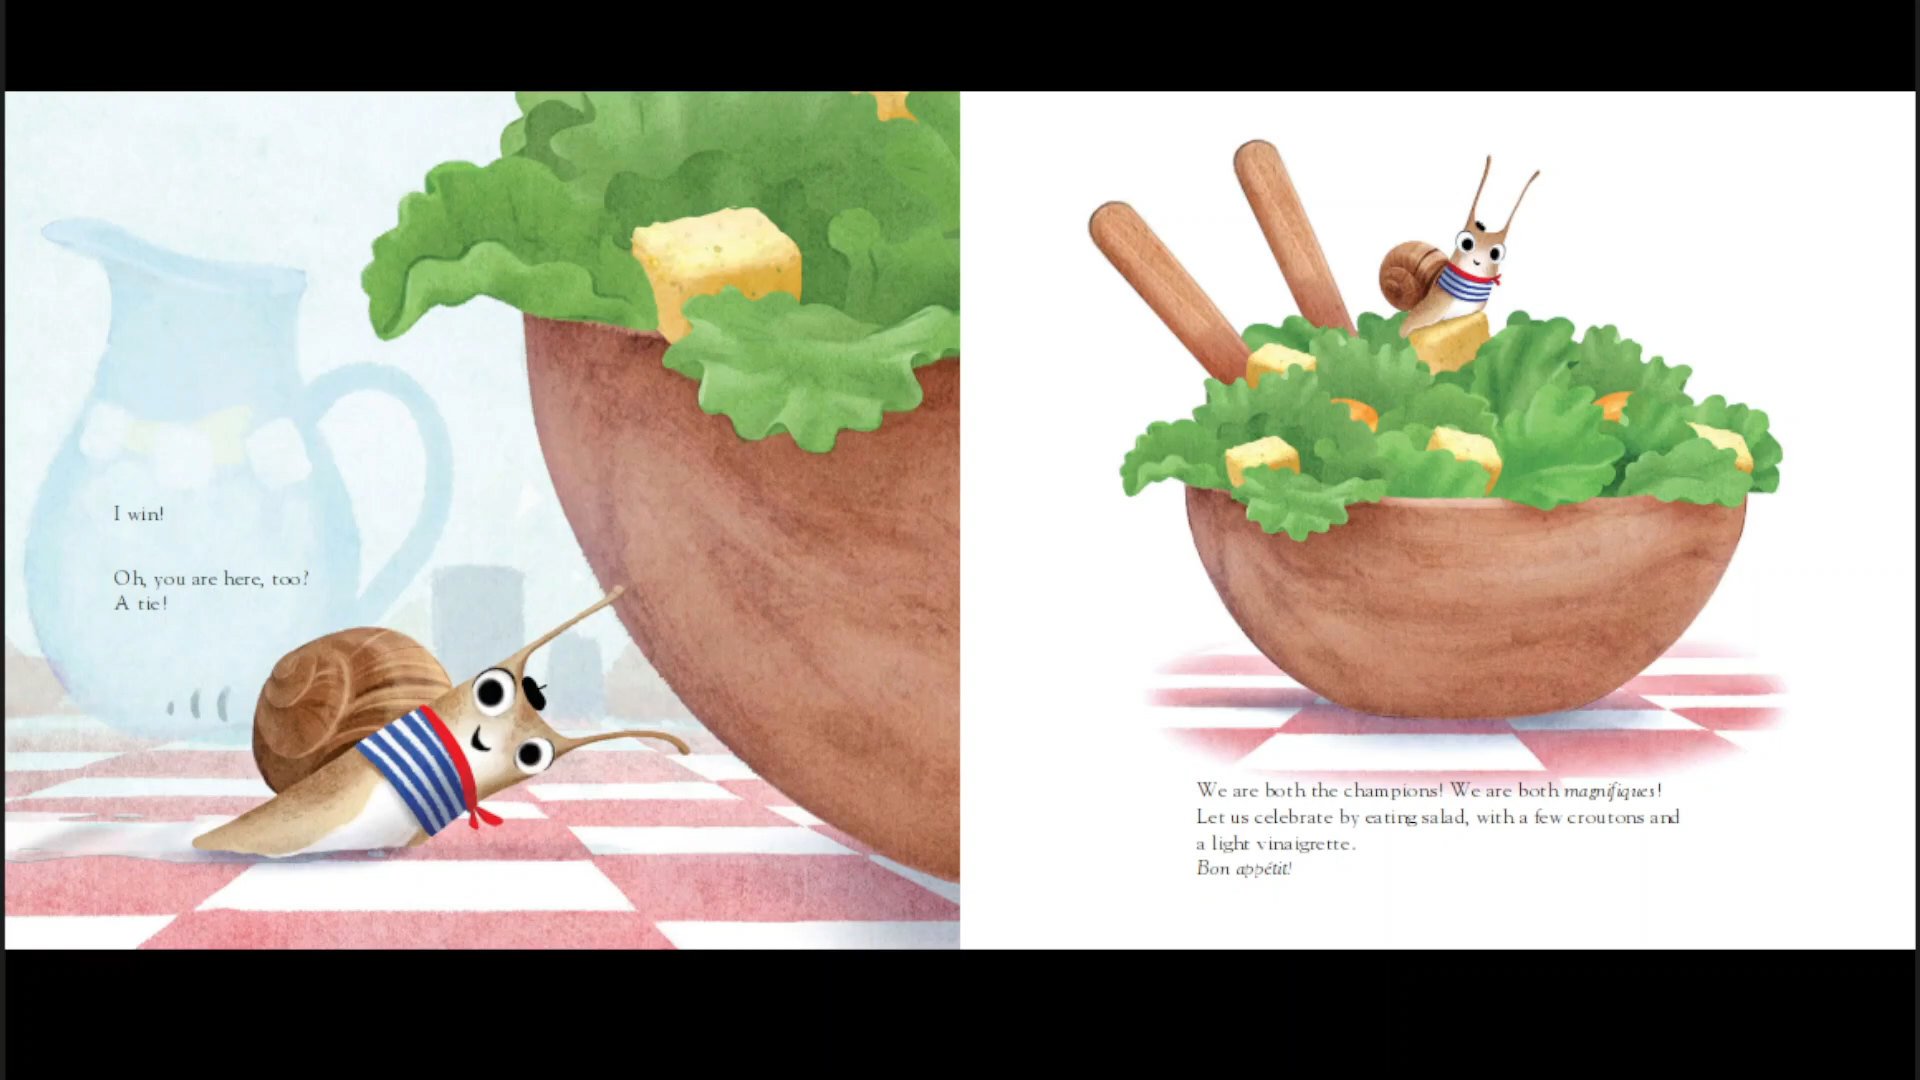 I win!
Oh, you are here, too?
A tie!
We are both the champions! We are both magnifiques!
Let us celebrate by eating salad, with a few croutons and
a light vinaigrette.
Bon appétit!